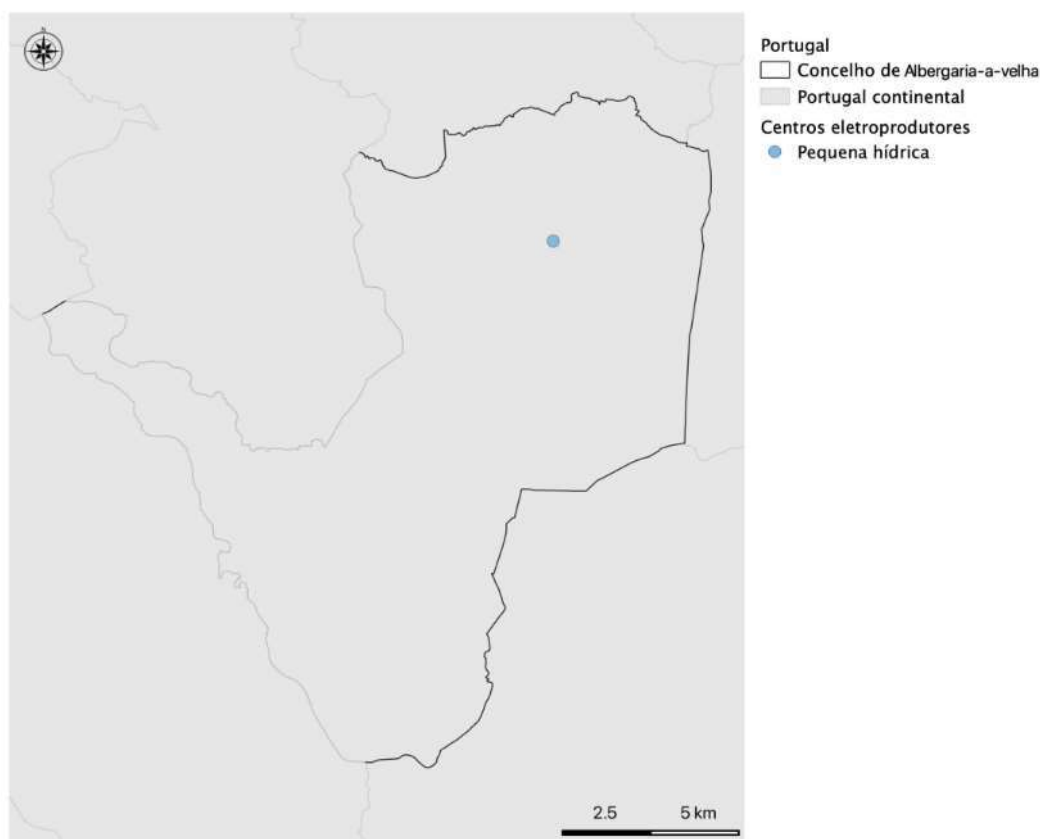 N
Portugal
Concelho de Albergaria-a-velha
Portugal continental
Centros eletroprodutores
Pequena hídrica
2.5 5 km